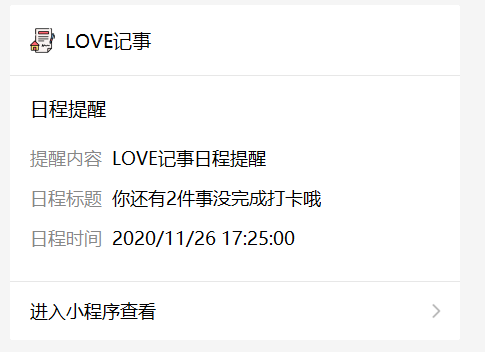 LOVE记事
日程提醒
提醒内容 LOVE记事日程提醒
日程标题 你还有2件事没完成打卡哦
日程时间 2020/11/26 17:25:00
进入小程序查看